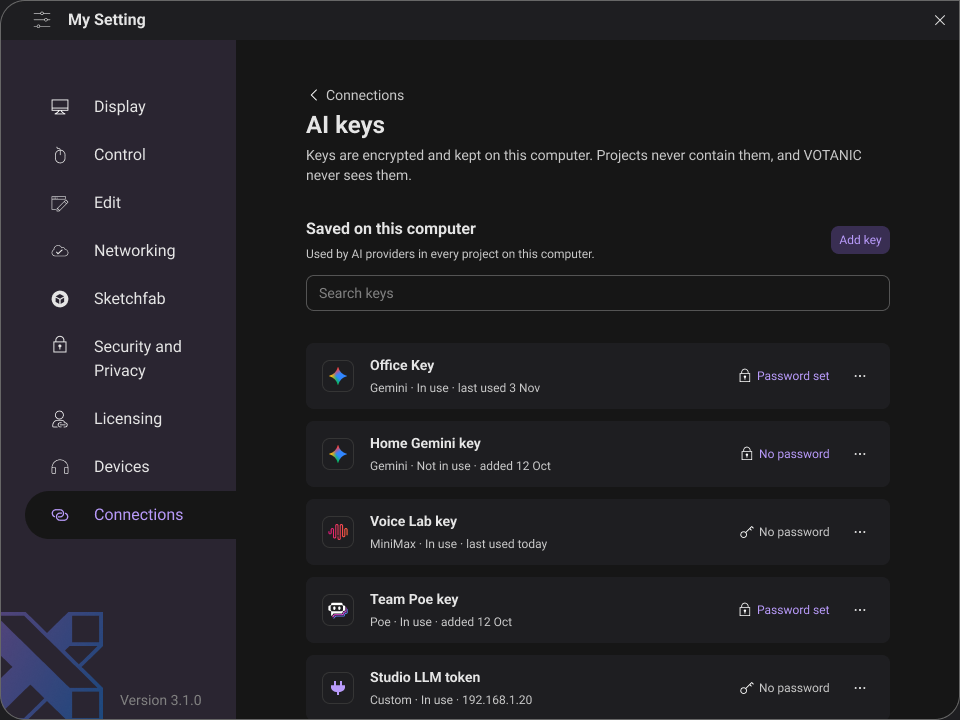 My Setting
Display
Control
Edit
Networking
Sketchfab
Security and
Privacy
Licensing
Devices
Connections
Version 3.1.0
Connections
AI keys
Keys are encrypted and kept on this computer. Projects never contain them, and VOTANIC
never sees them.
Saved on this computer
Used by AI providers in every project on this computer.
Add key
Search keys
Office Key
Gemini · In use · last used 3 Nov
Password set
Home Gemini key
Gemini · Not in use · added 12 Oct
No password
Voice Lab key
MiniMax · In use · last used today
No password
Team Poe key
Poe · In use · added 12 Oct
Password set
Studio LLM token
Custom · In use · 192.168.1.20
No password